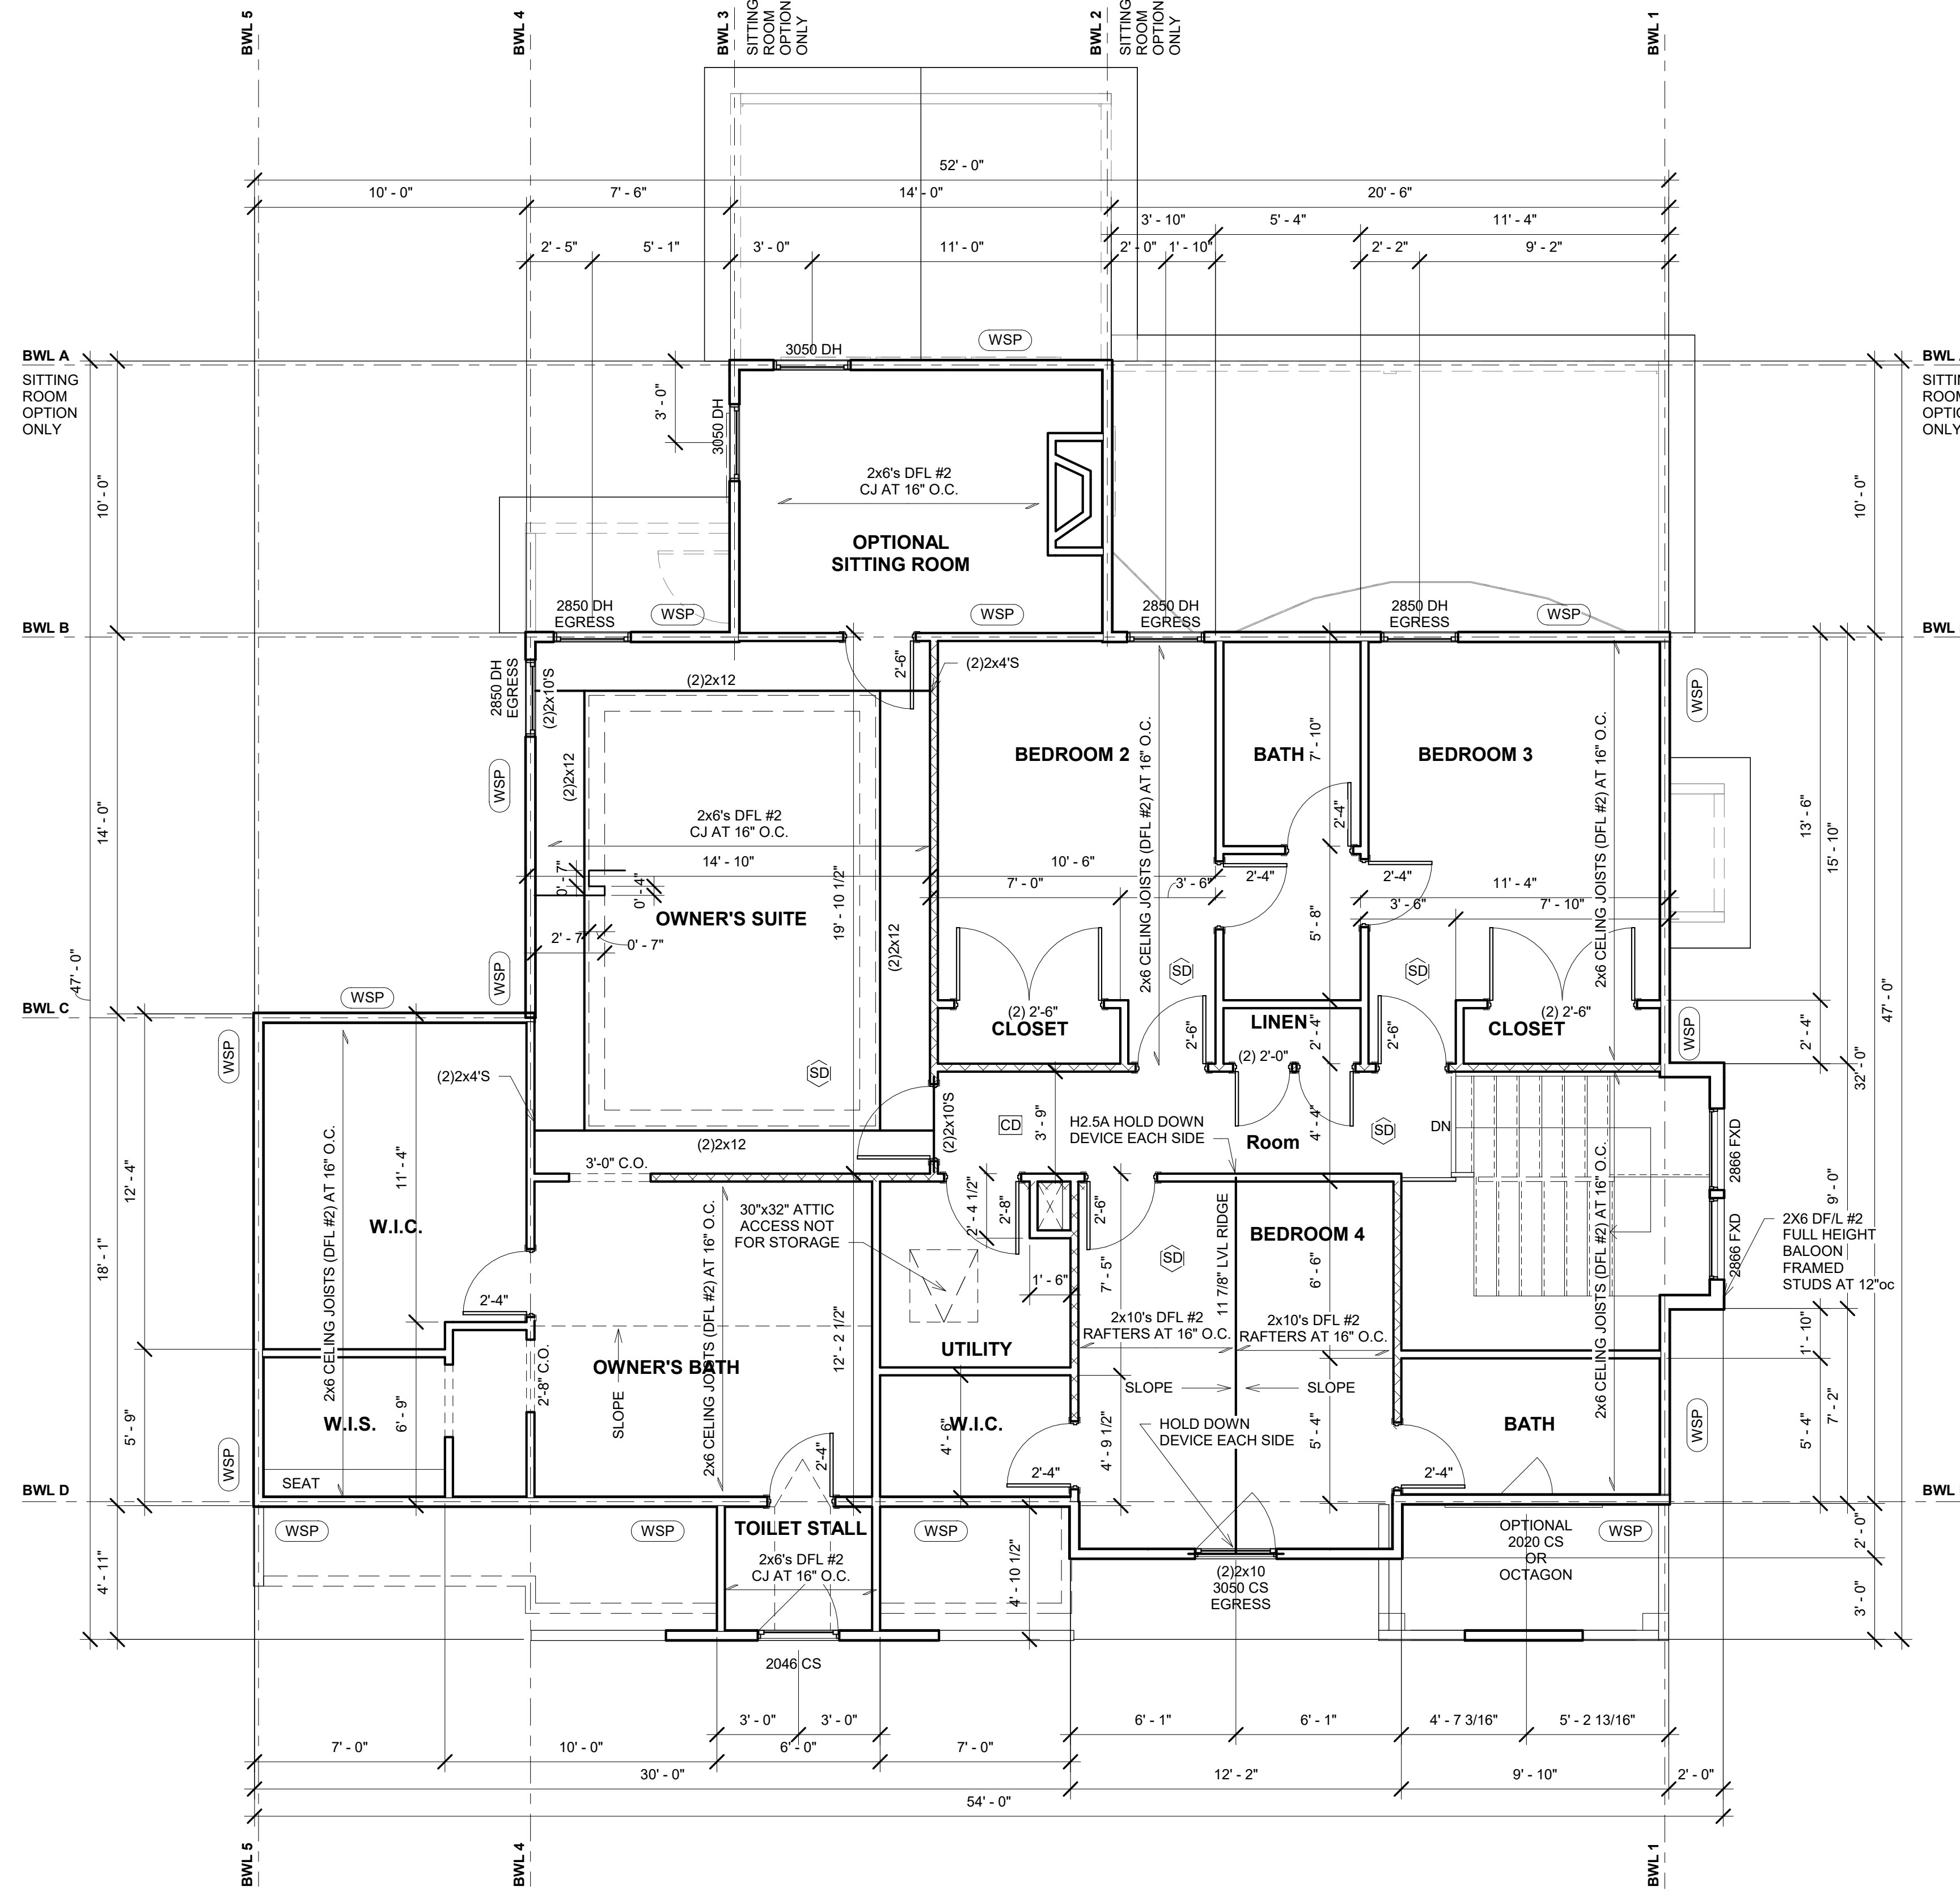 BWL 5
BWL 4
BWL 3
SITTING
ROOM
OPTION
ONLY
BWL 2
SITTING
ROOM
OPTION
ONLY
BWL 1
52' - 0"
10' - 0"
7' - 6"
14' - 0"
20' - 6"
3' - 10"
5' - 4"
11' - 4"
2' - 5"
5' - 1"
3' - 0"
11' - 0"
2' - 0"
1' - 10"
2' - 2"
9' - 2"
BWL A
SITTING
ROOM
OPTION
ONLY
3050 DH
WSP
BWL
SITTI
ROOM
OPTIO
ONLY
3' - 0"
3050 DH
10' - 0"
10' - 0"
2x6's DFL #2
CJ AT 16" O.C.
OPTIONAL
SITTING ROOM
2850 DH
EGRESS
WSP
WSP
2850 DH
EGRESS
2850 DH
EGRESS
WSP
BWL B
BWL
2850 DH
EGRESS
(2)2x10'S
(2)2x12
2'-6"
(2)2x4'S
WSP
WSP
(2)2x12
BEDROOM 2
BATH
7' - 10"
BEDROOM 3
2x6 CELING JOISTS (DFL #2) AT 16" O.C.
2x6 CELING JOISTS (DFL #2) AT 16" O.C.
14' - 0"
2x6's DFL #2
CJ AT 16" O.C.
2'-4"
13' - 6"
15' - 10"
14' - 10"
10' - 6"
2'-4"
2'-4"
11' - 4"
0' - 7"
0' - 4"
7' - 0"
3' - 6"
3' - 6"
7' - 10"
OWNER'S SUITE
19' - 10 1/2"
(2)2x12
5' - 8"
2' - 7"
0' - 7"
47' - 0"
WSP
SD
SD
WSP
BWL C
(2) 2'-6"
CLOSET
LINEN
2' - 4"
(2) 2'-6"
CLOSET
WSP
2' - 4"
47' - 0"
WSP
2'-6"
(2) 2'-0"
2'-6"
32' - 0"
(2)2x4'S
SD
(2)2x10'S
CD
3' - 9"
H2.5A HOLD DOWN
DEVICE EACH SIDE
Room
4' - 4"
SD
DN
(2)2x12
3'-0" C.O.
2866 FXD
12' - 4"
11' - 4"
18' - 1"
2x6 CELING JOISTS (DFL #2) AT 16" O.C.
W.I.C.
2x6 CELING JOISTS (DFL #2) AT 16" O.C.
30"x32" ATTIC
ACCESS NOT
FOR STORAGE
2' - 4 1/2"
2'-8"
2'-6"
SD
7' - 5"
11 7/8" LVL RIDGE
BEDROOM 4
6' - 6"
2x6 CELING JOISTS (DFL #2) AT 16" O.C.
9' - 0"
2866 FXD
2X6 DF/L #2
FULL HEIGHT
BALOON
FRAMED
STUDS AT 12"oc
1' - 6"
2'-4"
2x10's DFL #2
RAFTERS AT 16" O.C.
2x10's DFL #2
RAFTERS AT 16" O.C.
1' - 10"
UTILITY
OWNER'S BATH
12' - 2 1/2"
2'-8" C.O.
SLOPE
SLOPE
SLOPE
W.I.S.
6' - 9"
5' - 9"
WSP
W.I.C.
4' - 6"
4' - 9 1/2"
HOLD DOWN
DEVICE EACH SIDE
5' - 4"
BATH
WSP
5' - 4"
7' - 2"
SEAT
2'-4"
2'-4"
2'-4"
BWL D
BWL
WSP
WSP
TOILET STALL
WSP
OPTIONAL
2020 CS
OR
OCTAGON
WSP
2' - 0"
4' - 11"
2x6's DFL #2
CJ AT 16" O.C.
4' - 10 1/2"
(2)2x10
3050 CS
EGRESS
3' - 0"
2046 CS
3' - 0"
3' - 0"
6' - 1"
6' - 1"
4' - 7 3/16"
5' - 2 13/16"
7' - 0"
10' - 0"
6' - 0"
7' - 0"
30' - 0"
12' - 2"
9' - 10"
2' - 0"
54' - 0"
BWL 5
BWL 4
BWL 1